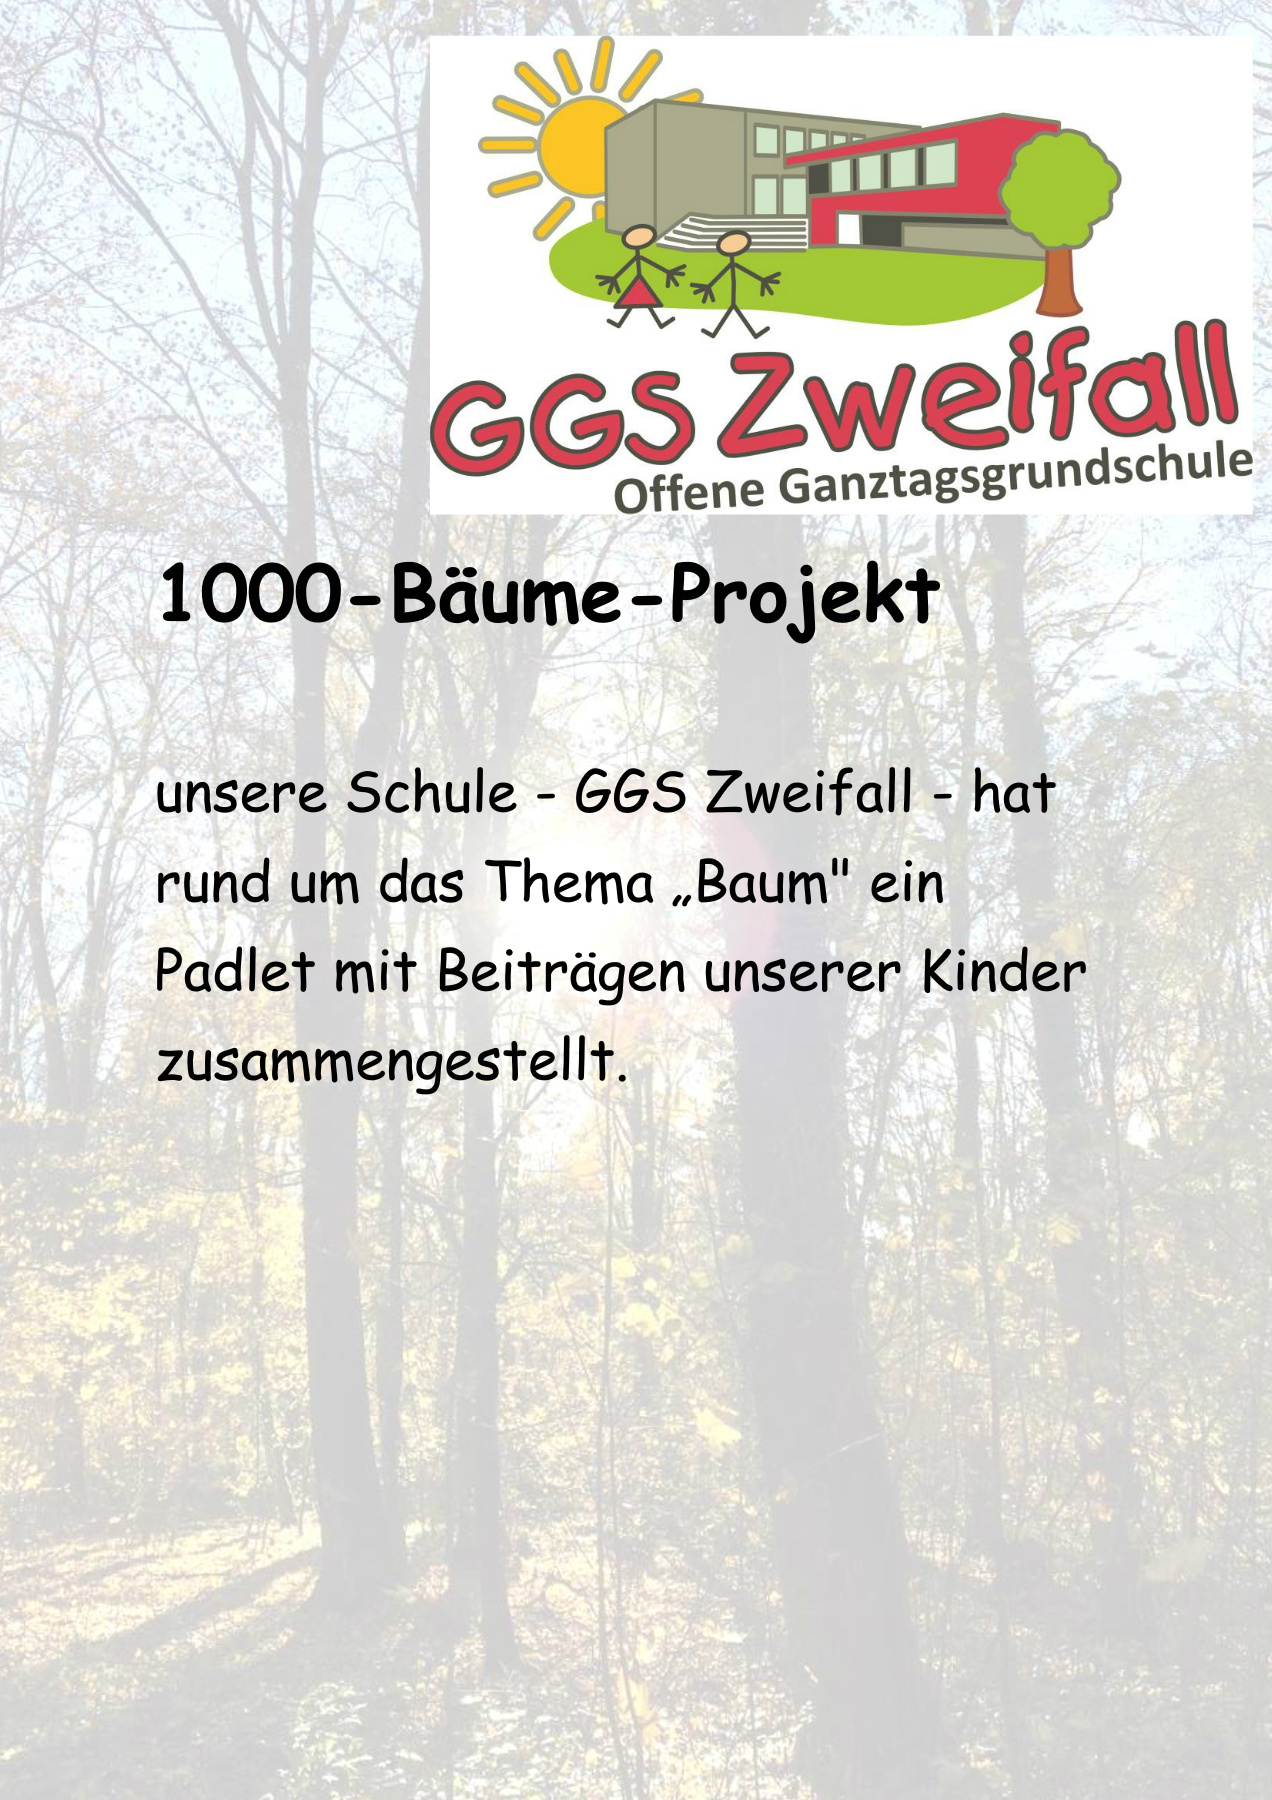 GGS Zweifall
Offene Ganztagsgrundschule
1000-Bäume-Projekt
unsere Schule - GGS Zweifall - hat
rund um das Thema „Baum" ein
Padlet mit Beiträgen unserer Kinder
zusammengestellt.